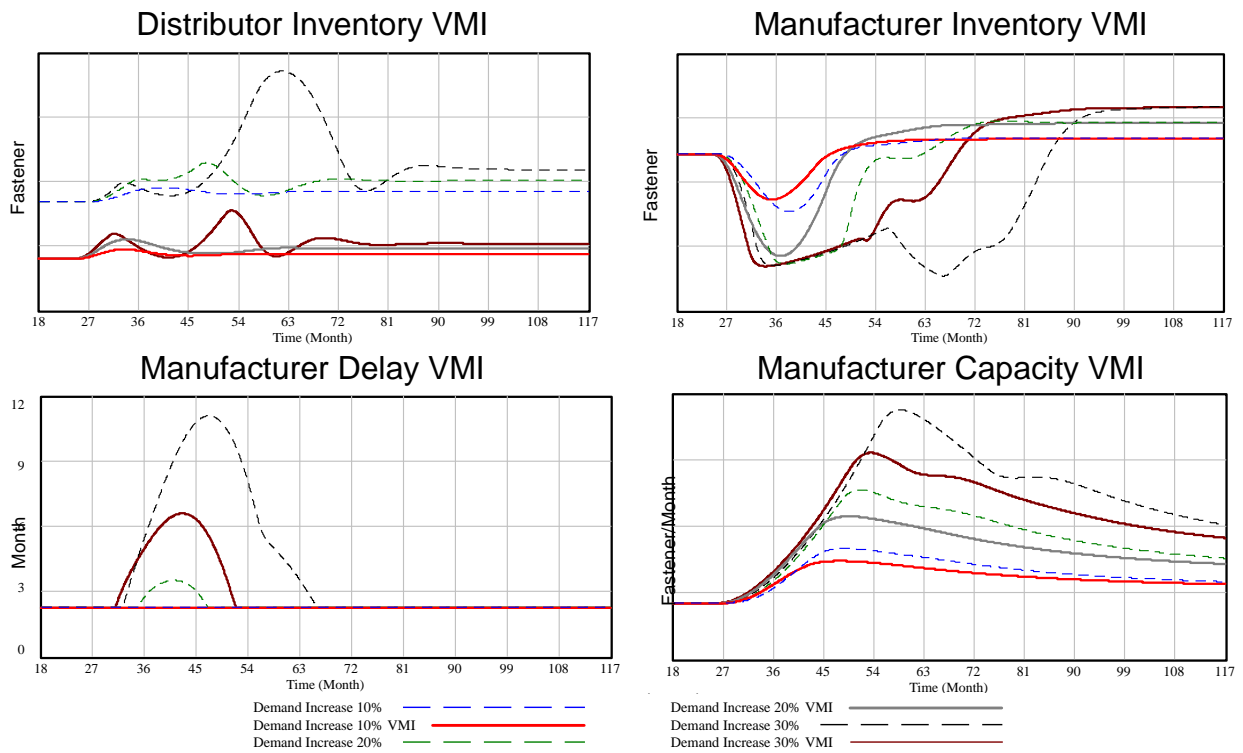 Distributor Inventory VMI
Fastener
18 27 36 45 54 63 72 81 90 99 108 117
Time (Month)
Manufacturer Inventory VMI
Fastener
18 27 36 45 54 63 72 81 90 99 108 117
Time (Month)
Manufacturer Delay VMI
12
9
6
3
0
Month
18 27 36 45 54 63 72 81 90 99 108 117
Time (Month)
Manufacturer Capacity VMI
Fastener/Month
18 27 36 45 54 63 72 81 90 99 108 117
Time (Month)
Demand Increase 10%
Demand Increase 10% VMI
Demand Increase 20%
Demand Increase 20% VMI
Demand Increase 30%
Demand Increase 30% VMI